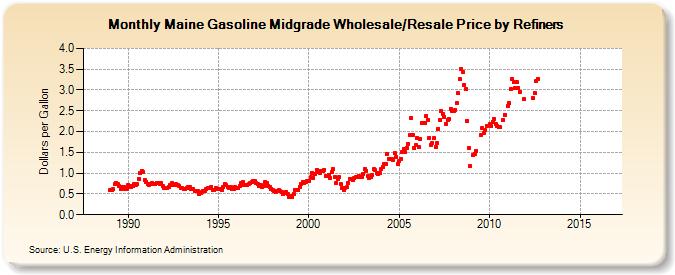 Monthly Maine Gasoline Midgrade Wholesale/Resale Price by Refiners
Dollars per Gallon
4.0
3.5
3.0
2.5
2.0
1.5
1.0
0.5
0.0
1990 1995 2000 2005 2010 2015
Source: U.S. Energy Information Administration